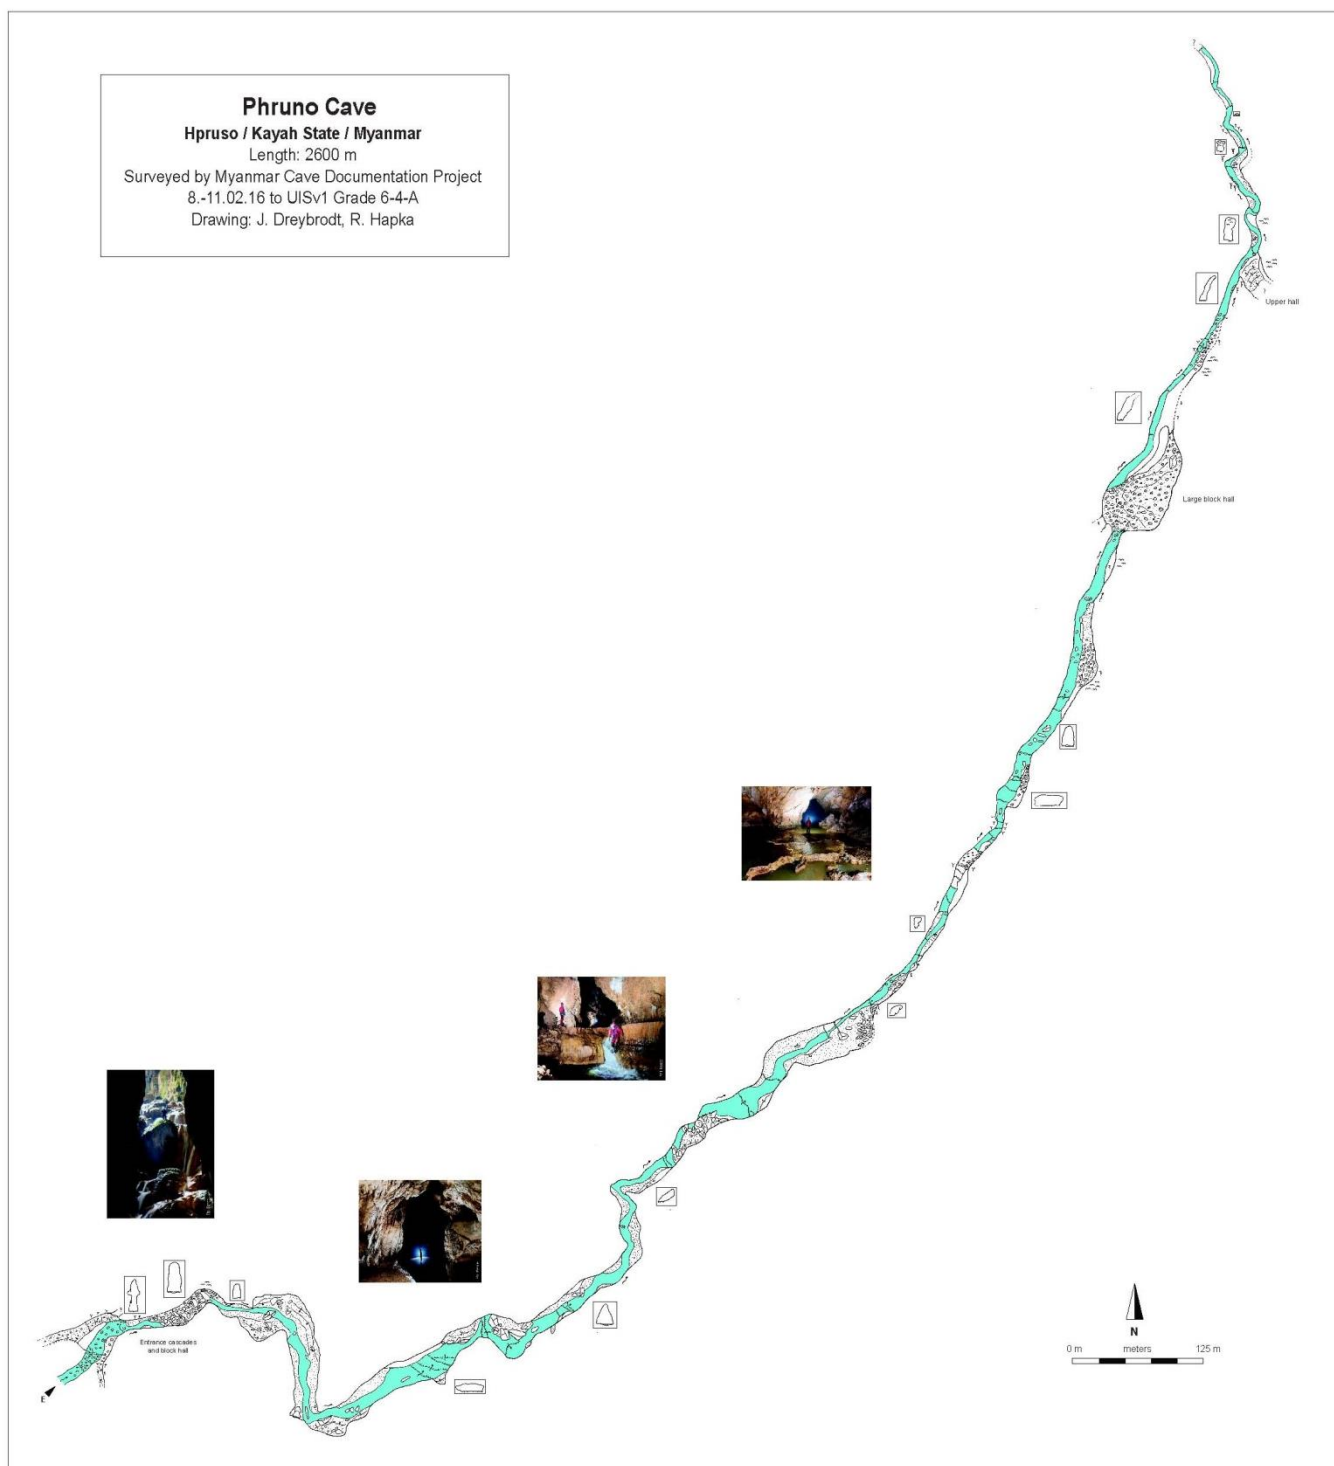 Phruno Cave
Hpruso / Kayah State / Myanmar
Length: 2600 m
Surveyed by Myanmar Cave Documentation Project
8.-11.02.16 to UISv1 Grade 6-4-A
Drawing: J. Dreybrodt, R. Hapka
Upper hall
Large block hall
Entrance cascades
and block hall
E
N
0 m meters 125 m